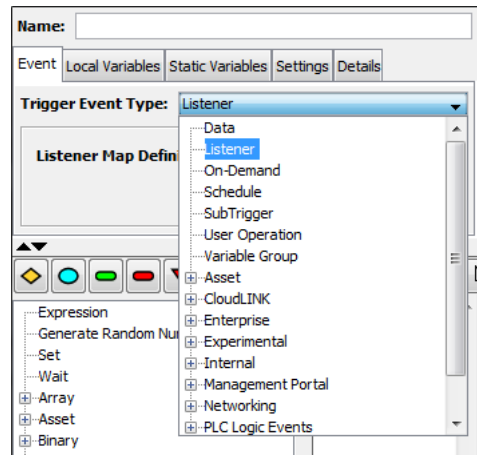 Name:
Event Local Variables Static Variables Settings Details
Trigger Event Type: Listener
Data
Listener
On-Demand
Schedule
SubTrigger
User Operation
Variable Group
Asset
CloudLINK
Enterprise
Experimental
Internal
Management Portal
Networking
PLC Logic Events
Listener Map Defini
Expression
Generate Random Nu
Set
Wait
Array
Asset
Binary